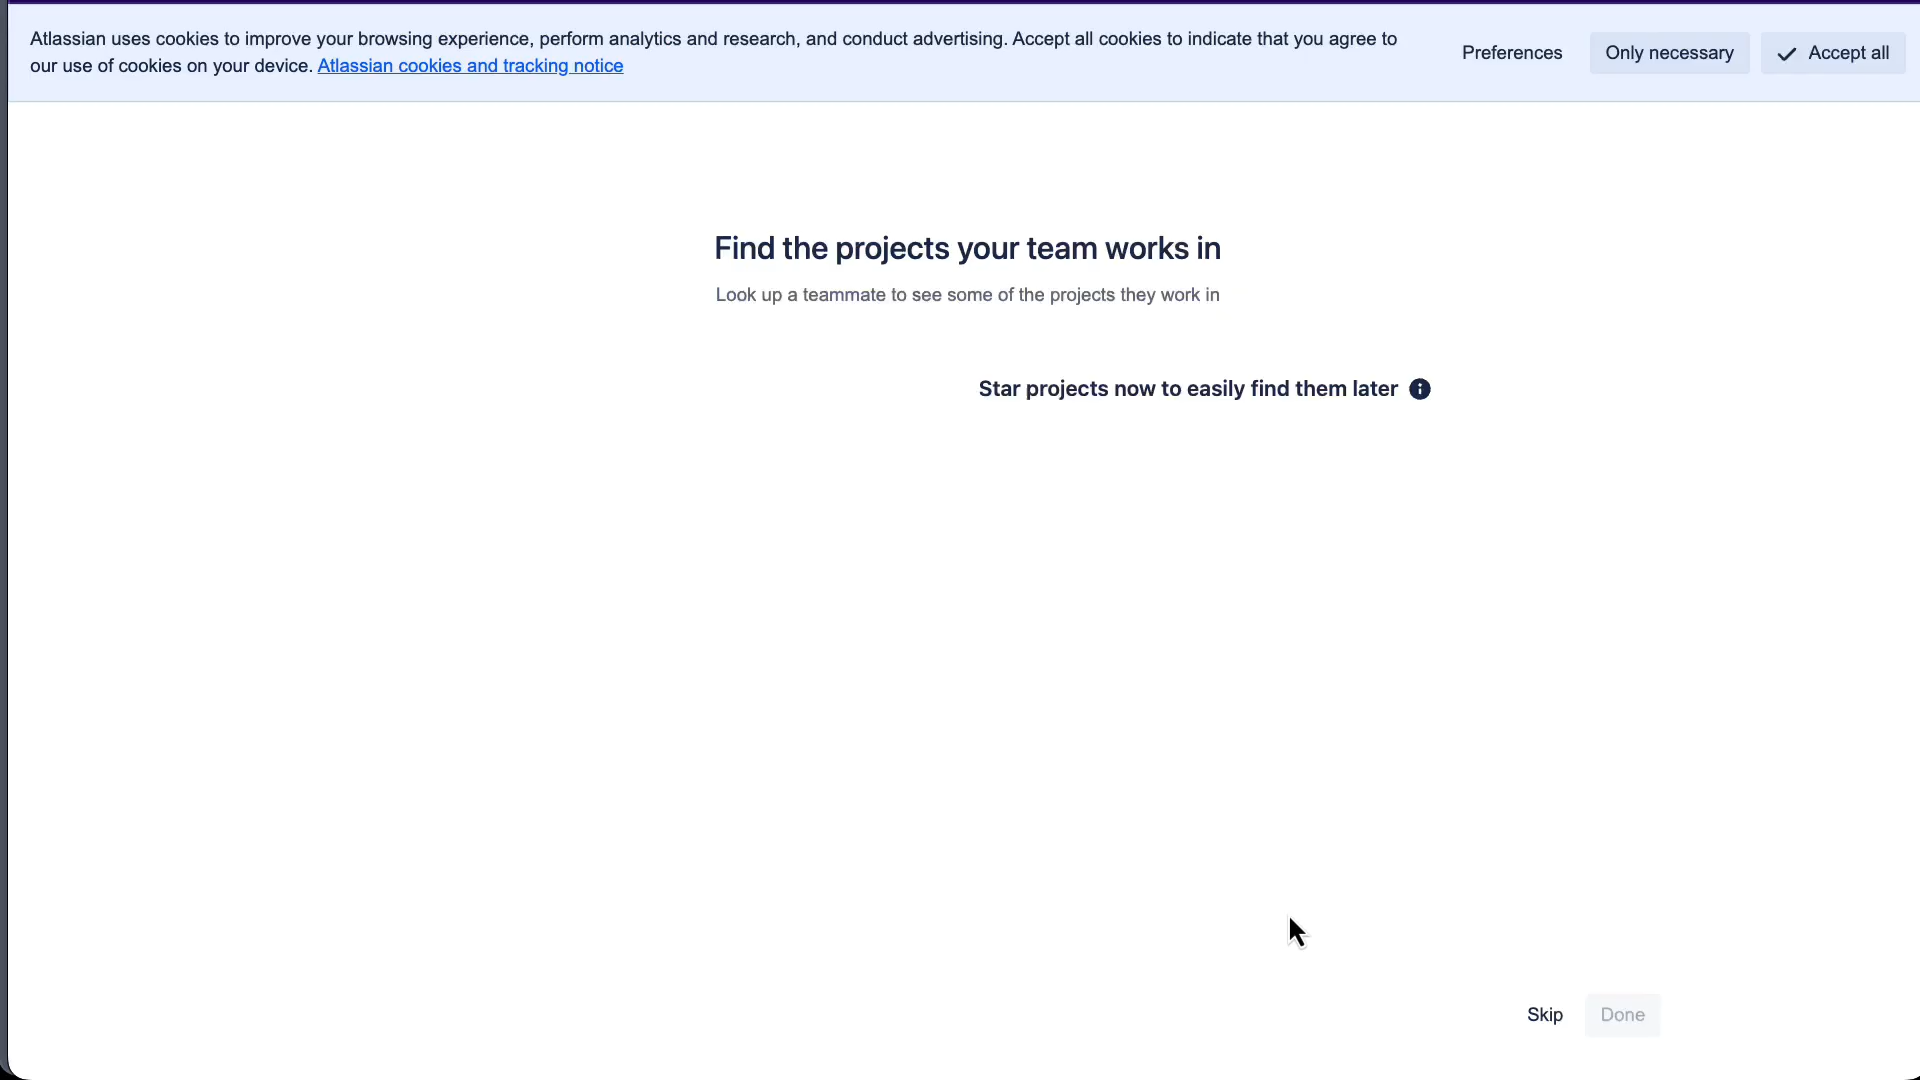 Atlassian uses cookies to improve your browsing experience, perform analytics and research, and conduct advertising. Accept all cookies to indicate that you agree to
our use of cookies on your device. Atlassian cookies and tracking notice
Preferences
Only necessary
Accept all
Find the projects your team works in
Look up a teammate to see some of the projects they work in
Star projects now to easily find them later
Skip
Done